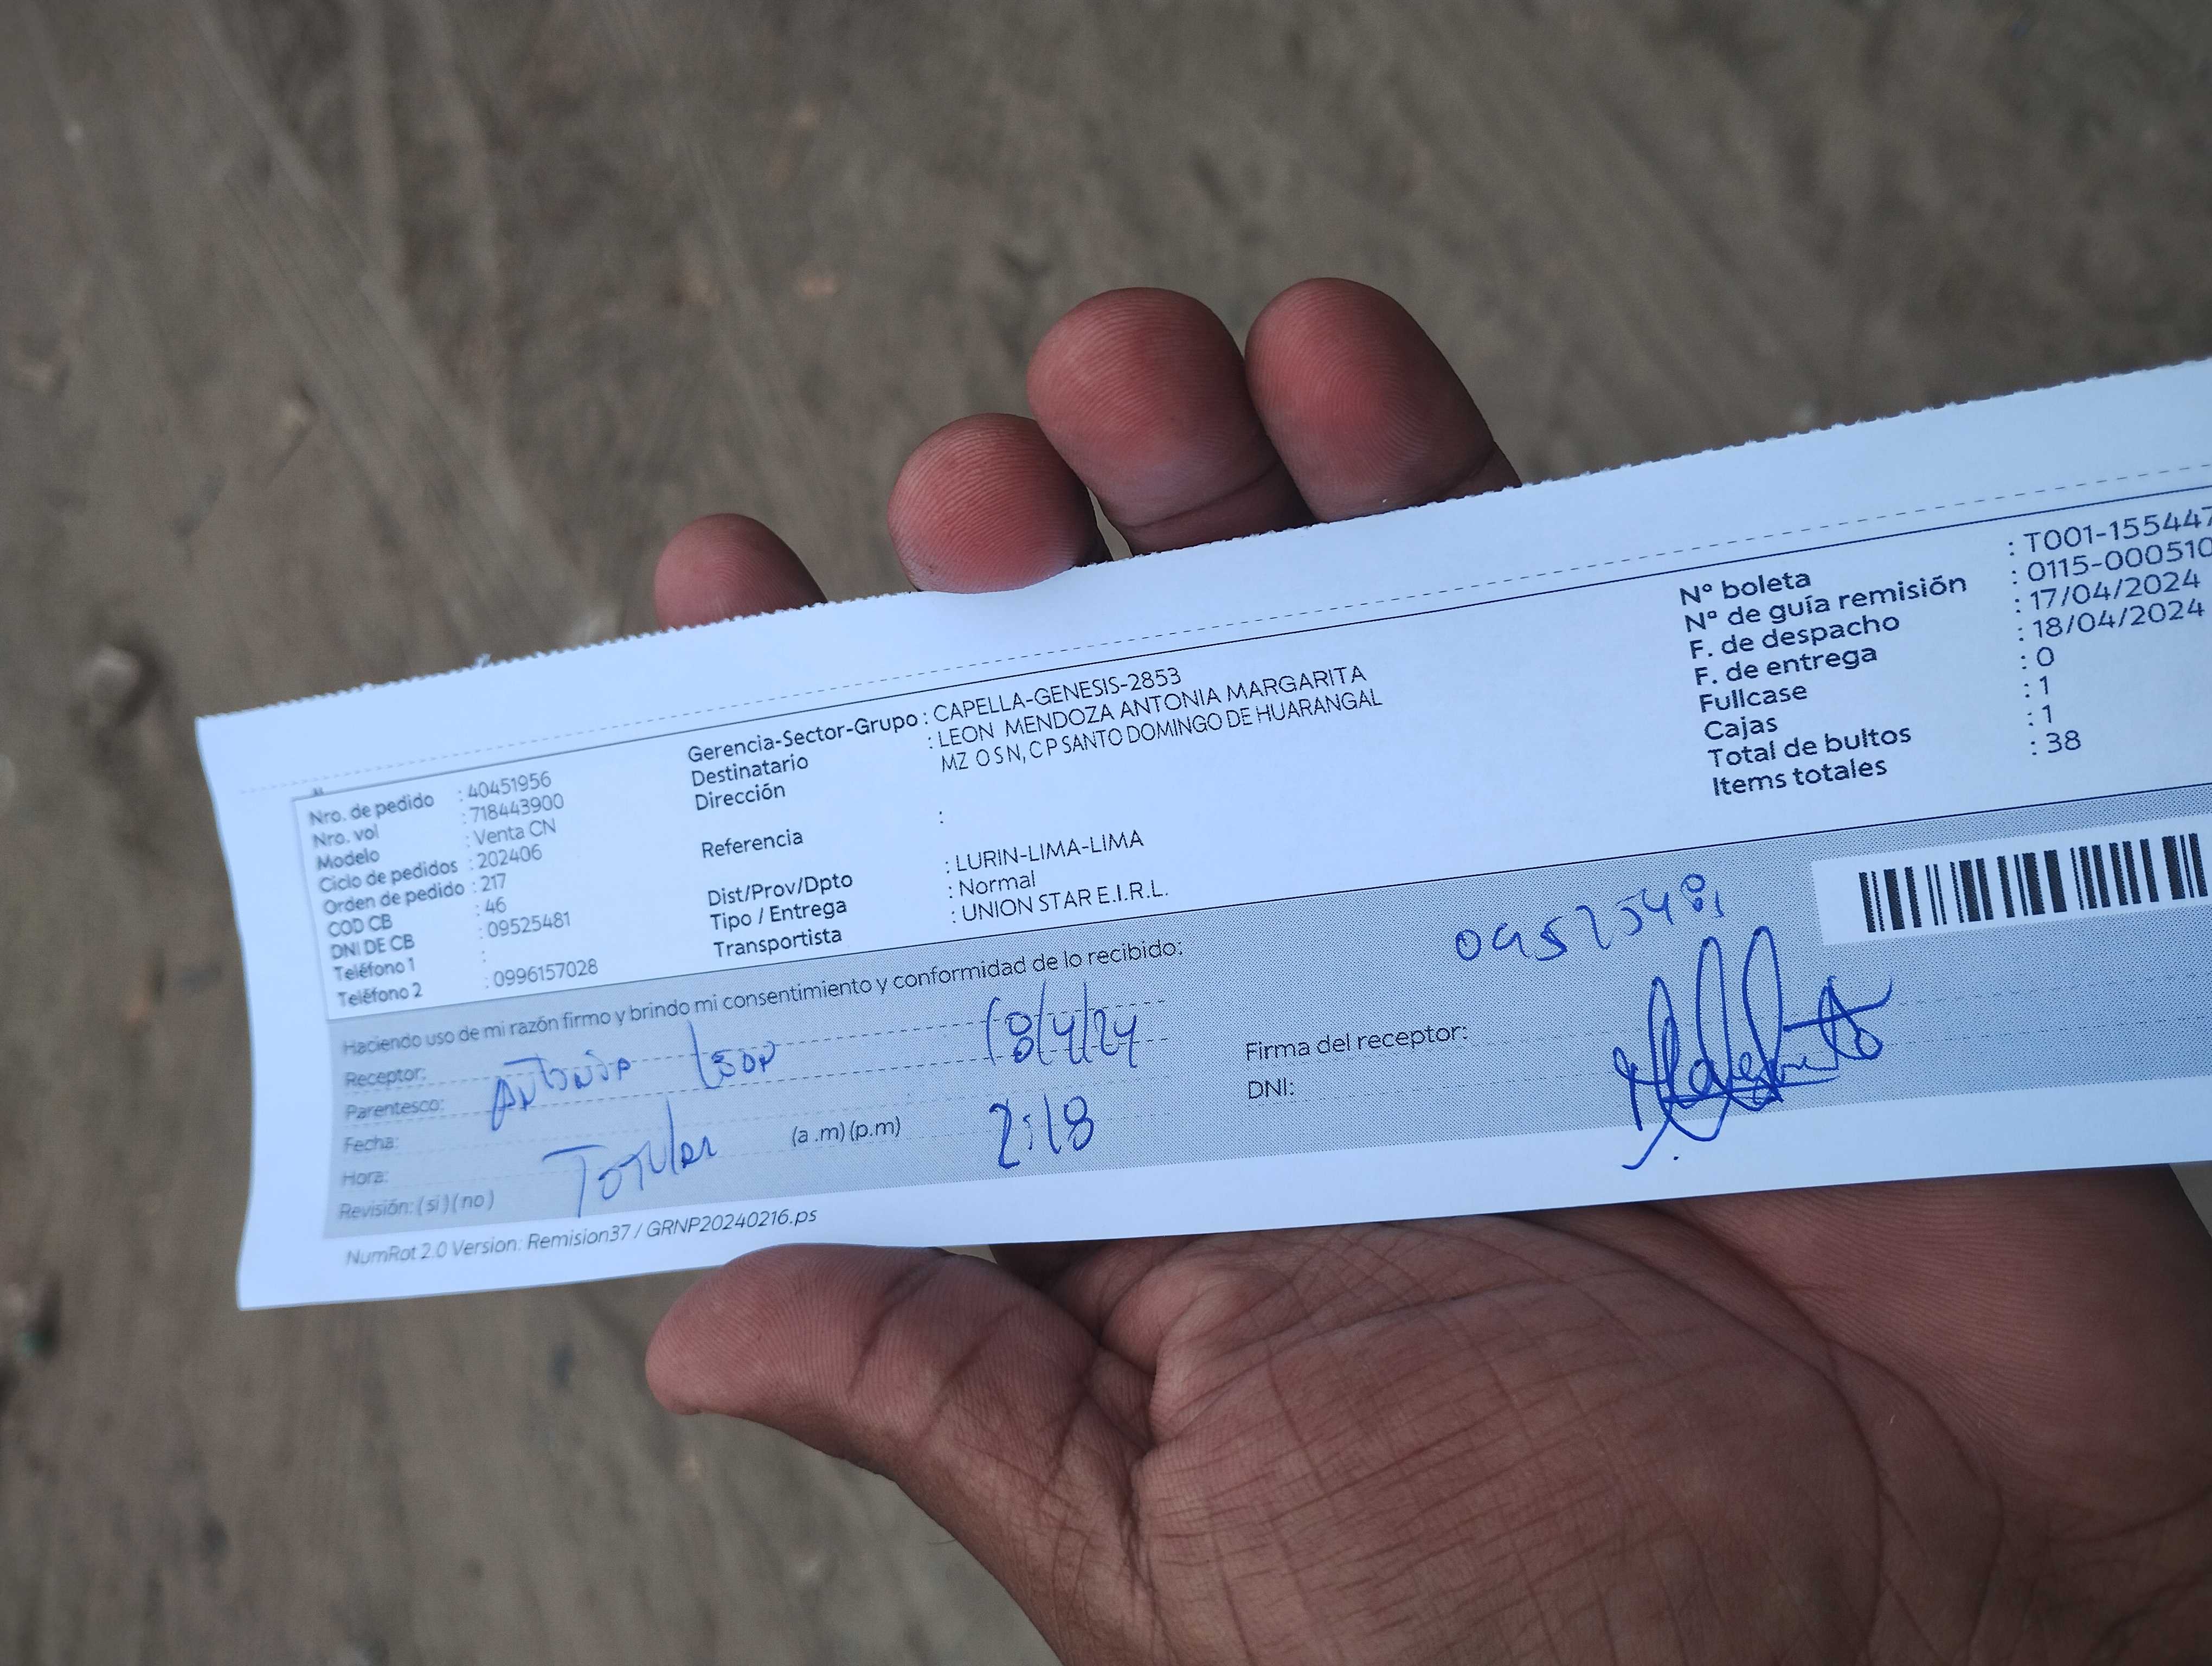 Nro. de pedido : 40451956
Nro. vol : 718443900
Modelo : Venta CN
Ciclo de pedidos : 202406
Orden de pedido : 217
COD CB : 46
DNI DE CB : 09525481
Teléfono 1 :
Teléfono 2 : 0996157028
Gerencia-Sector-Grupo : CAPELLA-GENESIS-2853
Destinatario : LEON MENDOZA ANTONIA MARGARITA
Dirección MZ O S N, C P SANTO DOMINGO DE HUARANGAL
Referencia :
Dist/Prov/Dpto : LURIN-LIMA-LIMA
Tipo / Entrega : Normal
Transportista : UNION STAR E.I.R.L.
N° boleta : T001-155447
N° de guía remisión : 0115-000510
F. de despacho : 17/04/2024
F. de entrega : 18/04/2024
Fullcase : 0
Cajas : 1
Total de bultos : 1
Items totales : 38
Haciendo uso de mi razón firmo y brindo mi consentimiento y conformidad de lo recibido:
Receptor: Antonia Leon
Parentesco:
Fecha: 18/4/24
Hora: (a .m) (p.m) 2:18
Revisión: ( si ) ( no ) Titular
Firma del receptor:
DNI: 09525481
NumRot 2.0 Version: Remision37 / GRNP20240216.ps